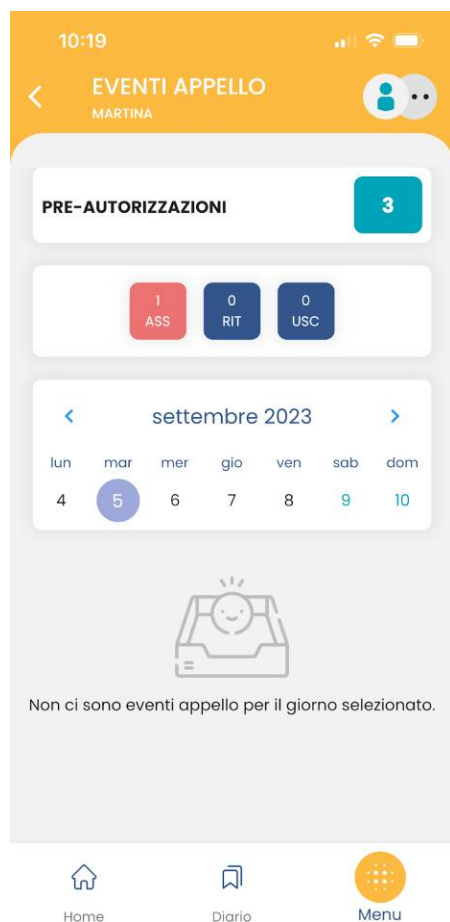 10:19
EVENTI APPELLO
MARTINA
PRE-AUTORIZZAZIONI 3
1 0 0
ASS RIT USC
settembre 2023
lun mar mer gio ven sab dom
4 5 6 7 8 9 10
Non ci sono eventi appello per il giorno selezionato.
Home Diario Menu